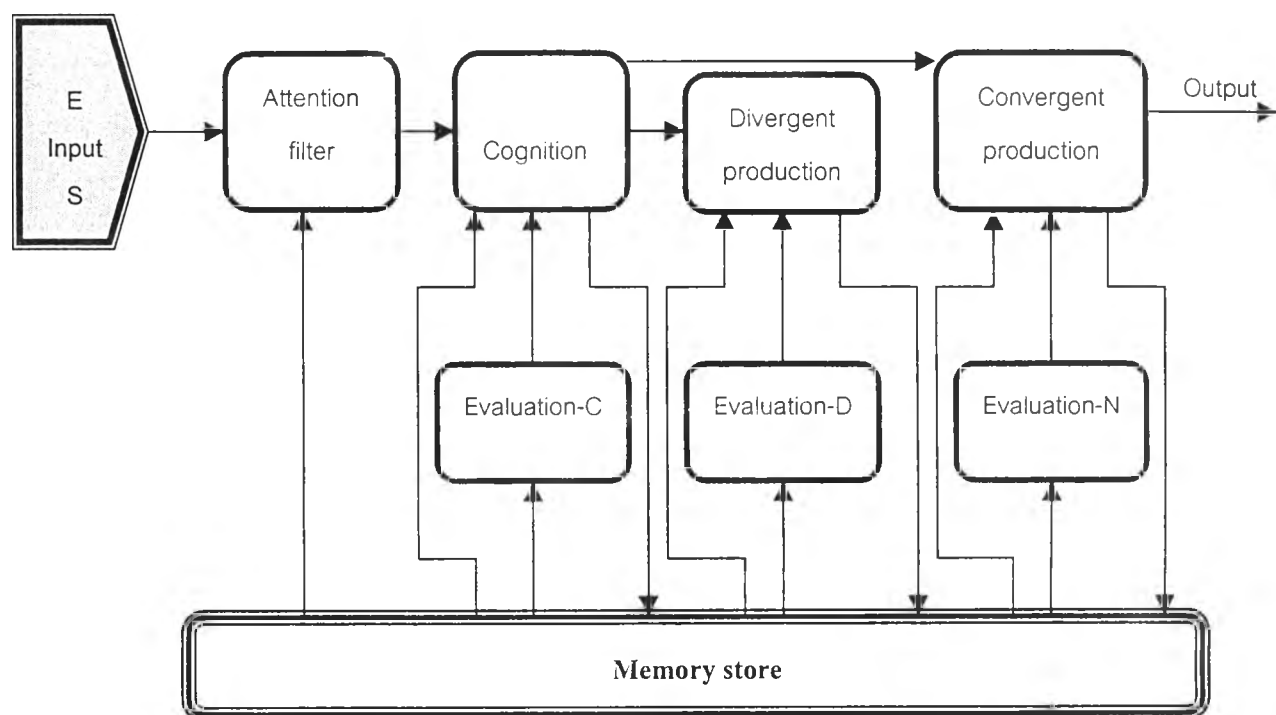 E
Input
S
Attention
filter
Cognition
Divergent
production
Convergent
production
Output
Evaluation-C
Evaluation-D
Evaluation-N
Memory store